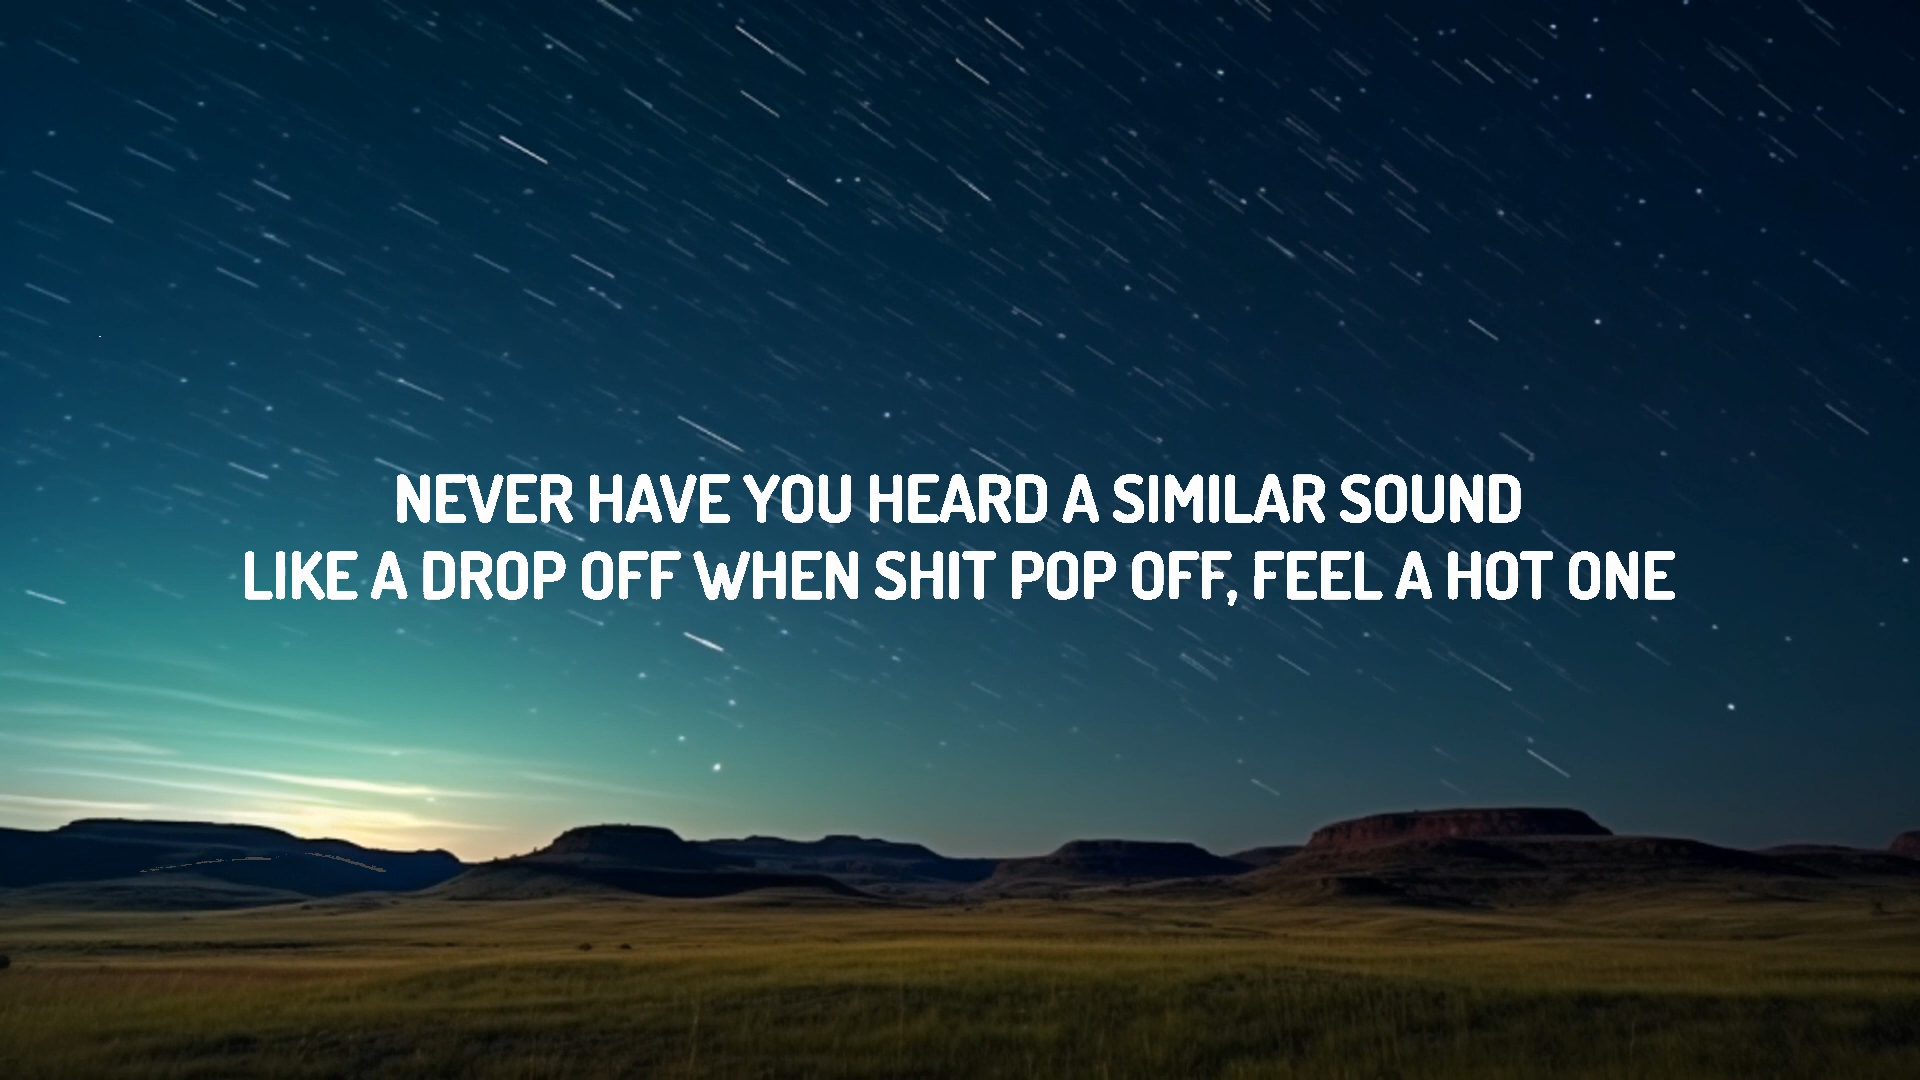 NEVER HAVE YOU HEARD A SIMILAR SOUND
LIKE A DROP OFF WHEN SHIT POP OFF, FEEL A HOT ONE